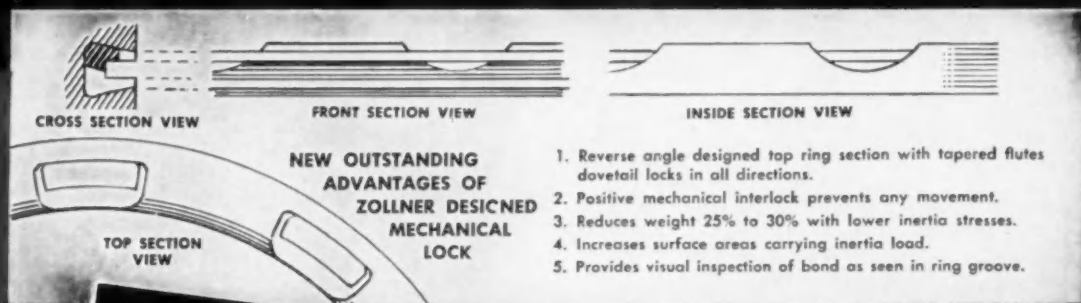 CROSS SECTION VIEW
FRONT SECTION VIEW
INSIDE SECTION VIEW
TOP SECTION
VIEW
NEW OUTSTANDING
ADVANTAGES OF
ZOLLNER DESIGNED
MECHANICAL
LOCK
1. Reverse angle designed top ring section with tapered flutes
dovetail locks in all directions.
2. Positive mechanical interlock prevents any movement.
3. Reduces weight 25% to 30% with lower inertia stresses.
4. Increases surface areas carrying inertia load.
5. Provides visual inspection of bond as seen in ring groove.